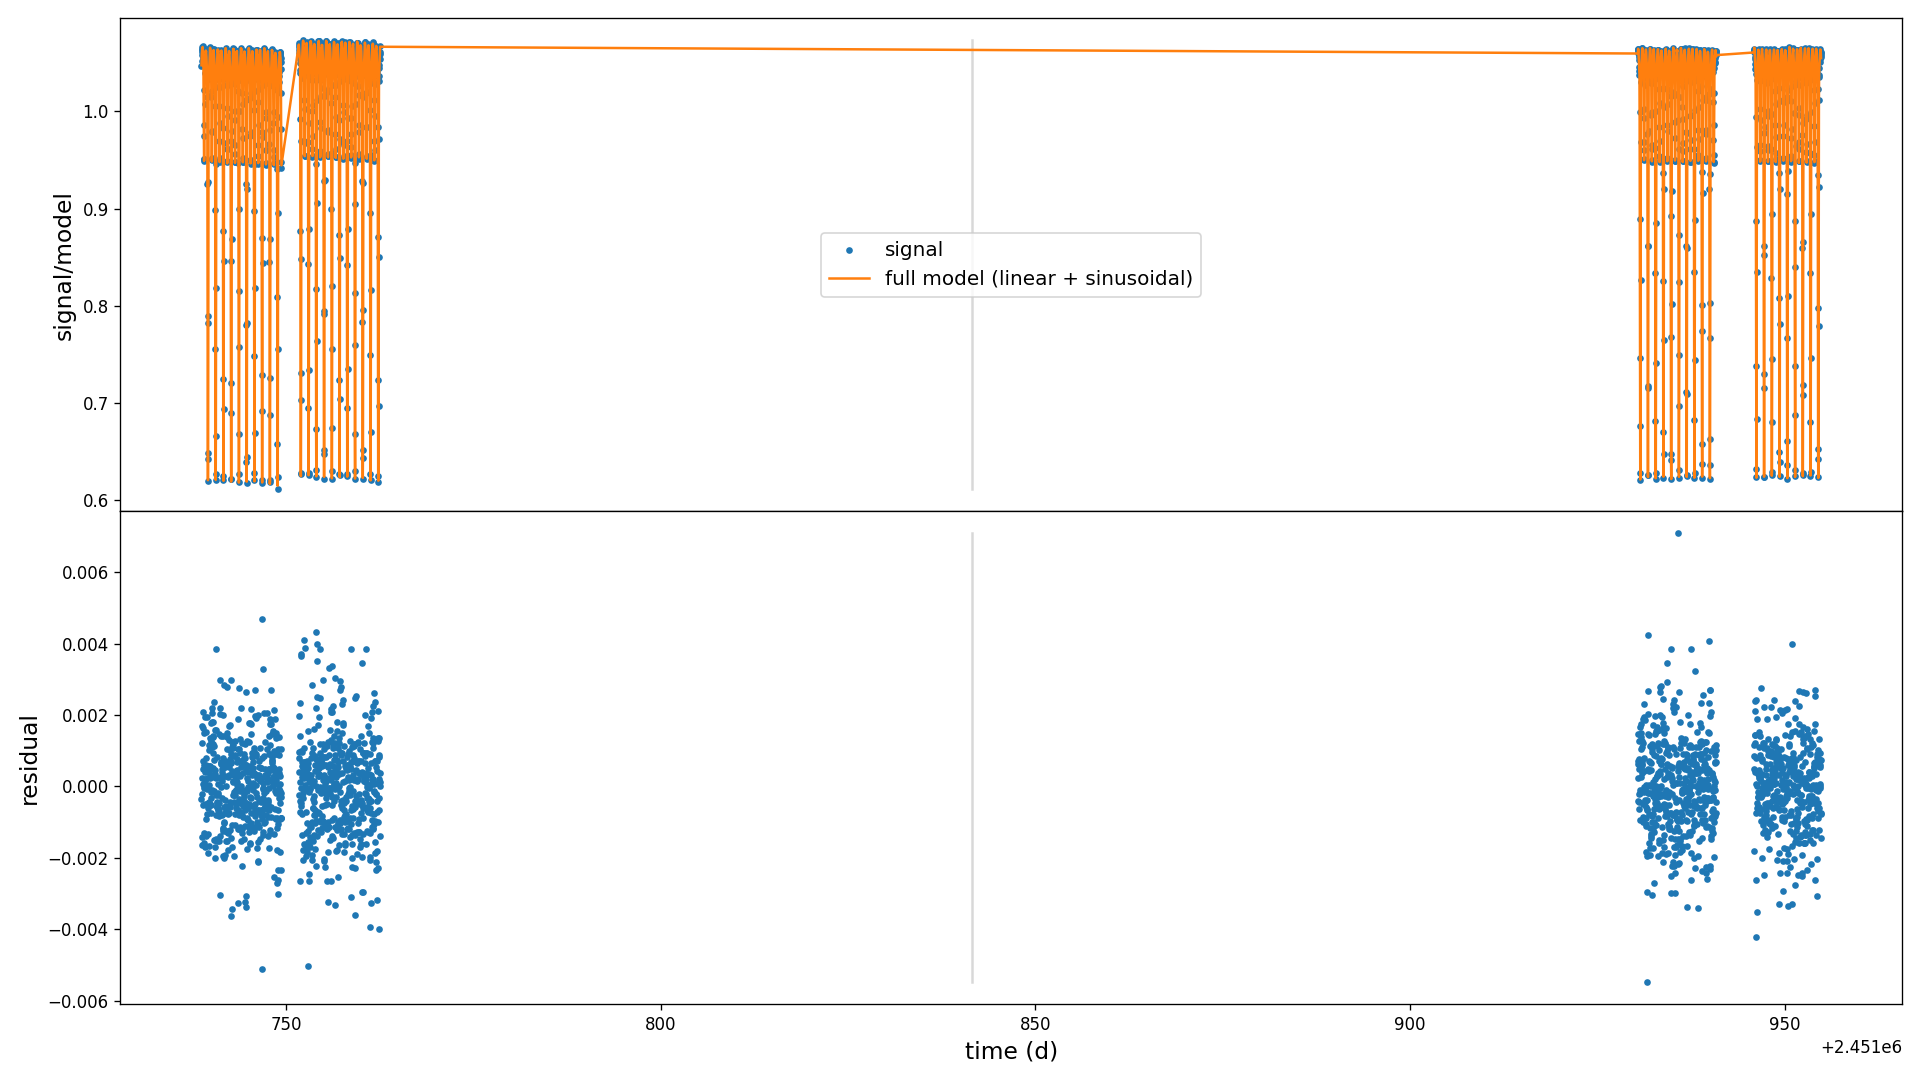 1.0
0.9
0.8
0.7
0.6
signal/model
signal
full model (linear + sinusoidal)
0.006
0.004
0.002
0.000
−0.002
−0.004
−0.006
residual
750
800
850
900
950
time (d)
+2.451e6